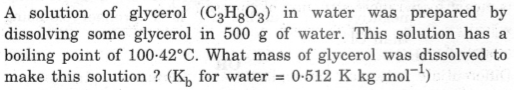 A solution of glycerol (C₃H₈O₃) in water was prepared by
dissolving some glycerol in 500 g of water. This solution has a
boiling point of 100·42°C. What mass of glycerol was dissolved to
make this solution ? (K_b for water = 0·512 K kg mol⁻¹)